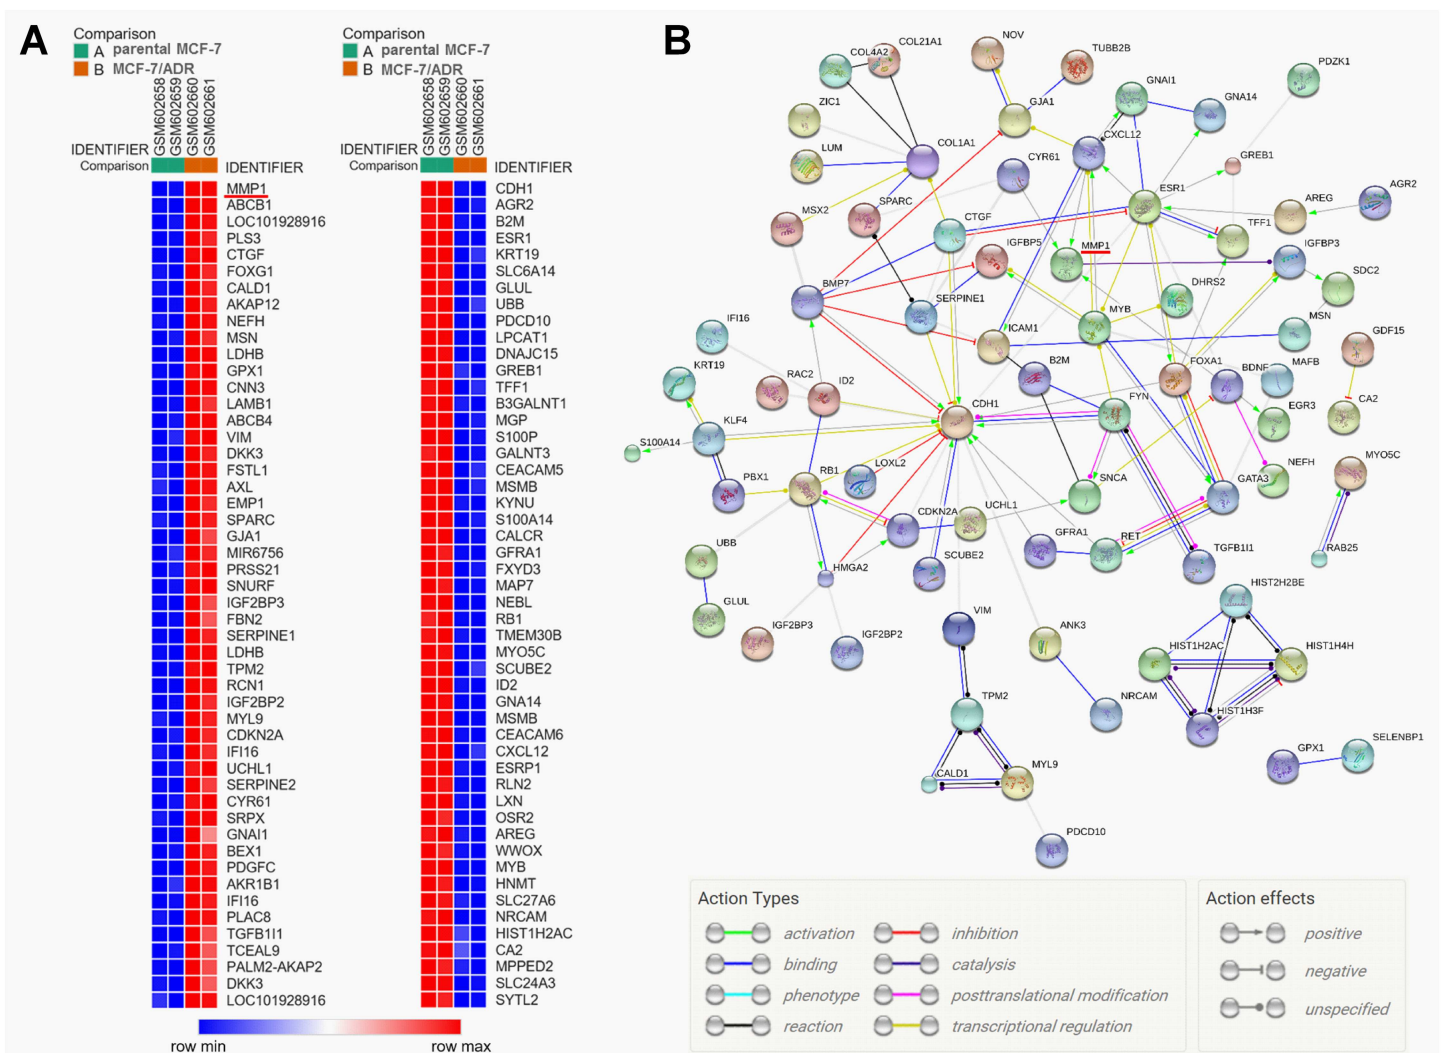 A
Comparison
A parental MCF-7
B MCF-7/ADR
GSM602658
GSM602659
GSM602660
GSM602661
IDENTIFIER
Comparison
IDENTIFIER
MMP1
ABCB1
LOC101928916
PLS3
CTGF
FOXG1
CALD1
AKAP12
NEFH
MSN
LDHB
GPX1
CNN3
LAMB1
ABCB4
VIM
DKK3
FSTL1
AXL
EMP1
SPARC
GJA1
MIR6756
PRSS21
SNURF
IGF2BP3
FBN2
SERPINE1
LDHB
TPM2
RCN1
IGF2BP2
MYL9
CDKN2A
IFI16
UCHL1
SERPINE2
CYR61
SRPX
GNAI1
BEX1
PDGFC
AKR1B1
IFI16
PLAC8
TGFB1I1
TCEAL9
PALM2-AKAP2
DKK3
LOC101928916
Comparison
A parental MCF-7
B MCF-7/ADR
GSM602658
GSM602659
GSM602660
GSM602661
IDENTIFIER
Comparison
IDENTIFIER
CDH1
AGR2
B2M
ESR1
KRT19
SLC6A14
GLUL
UBB
PDCD10
LPCAT1
DNAJC15
GREB1
TFF1
B3GALNT1
MGP
S100P
GALNT3
CEACAM5
MSMB
KYNU
S100A14
CALCR
GFRA1
FXYD3
MAP7
NEBL
RB1
TMEM30B
MYO5C
SCUBE2
ID2
GNA14
MSMB
CEACAM6
CXCL12
ESRP1
RLN2
LXN
OSR2
AREG
WWOX
MYB
HNMT
SLC27A6
NRCAM
HIST1H2AC
CA2
MPPED2
SLC24A3
SYTL2
row min
row max
B
NOV
COL21A1
COL4A2
TUBB2B
PDZK1
GNAI1
ZIC1
GJA1
GNA14
CXCL12
LUM
COL1A1
CYR61
GREB1
ESR1
AGR2
MSX2
SPARC
AREG
CTGF
TFF1
IGFBP5
MMP1
IGFBP3
SDC2
BMP7
DHRS2
SERPINE1
MYB
MSN
IFI16
ICAM1
GDF15
KRT19
RAC2
ID2
B2M
FOXA1
BDNF
MAFB
CDH1
FYN
EGR3
CA2
KLF4
S100A14
LOXL2
RB1
PBX1
SNCA
GATA3
NEFH
MYO5C
CDKN2A
UCHL1
UBB
GFRA1
RET
SCUBE2
TGFB1I1
RAB25
HMGA2
GLUL
HIST2H2BE
IGF2BP3
IGF2BP2
VIM
ANK3
HIST1H2AC
HIST1H4H
TPM2
NRCAM
HIST1H3F
SELENBP1
GPX1
CALD1
MYL9
PDCD10
Action Types
activation
inhibition
binding
catalysis
phenotype
posttranslational modification
reaction
transcriptional regulation
Action effects
positive
negative
unspecified